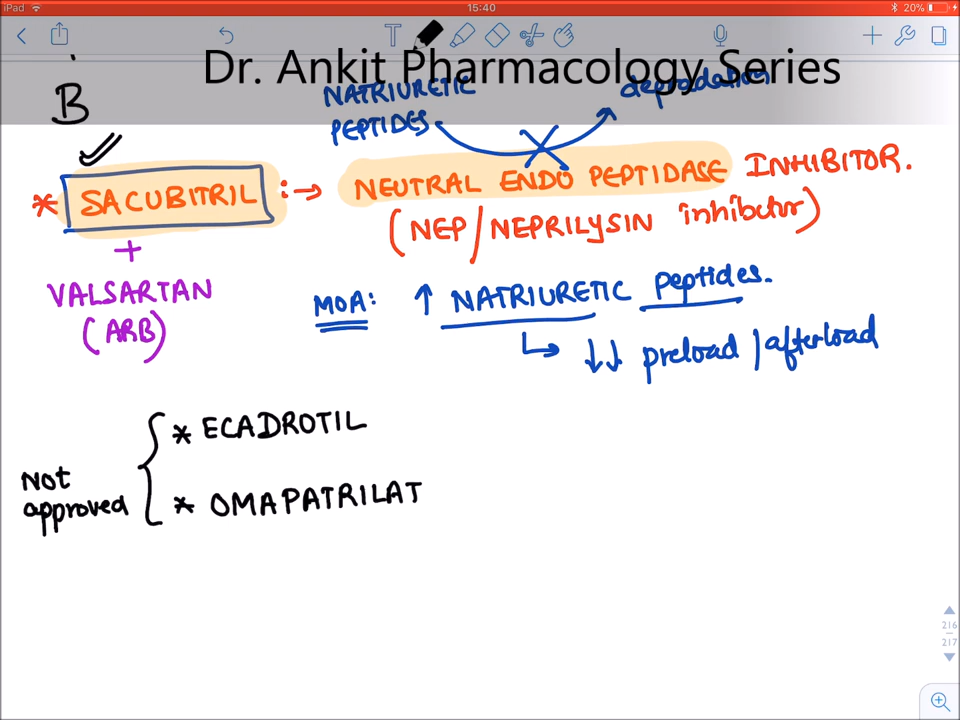 iPad 15:40 20%
T
Dr. Ankit Pharmacology Series
B
NATRIURETIC degradation
PEPTIDES
* SACUBITRIL :→ NEUTRAL ENDO PEPTIDASE INHIBITOR.
(NEP/NEPRILYSIN inhibitor)
+
VALSARTAN
(ARB)
MOA: ↑ NATRIURETIC peptides.
↳ ↓↓ preload/afterload
* ECADROTIL
Not
approved
* OMAPATRILAT
216
217